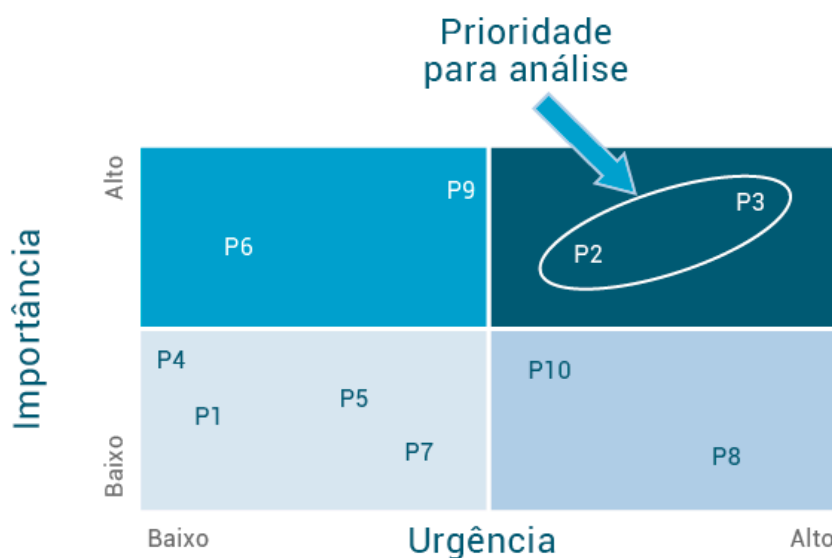 Prioridade
para análise
Alto
P9
P3
P6
P2
Importância
P4
P10
P5
P1
P7
P8
Baixo
Baixo
Urgência
Alto